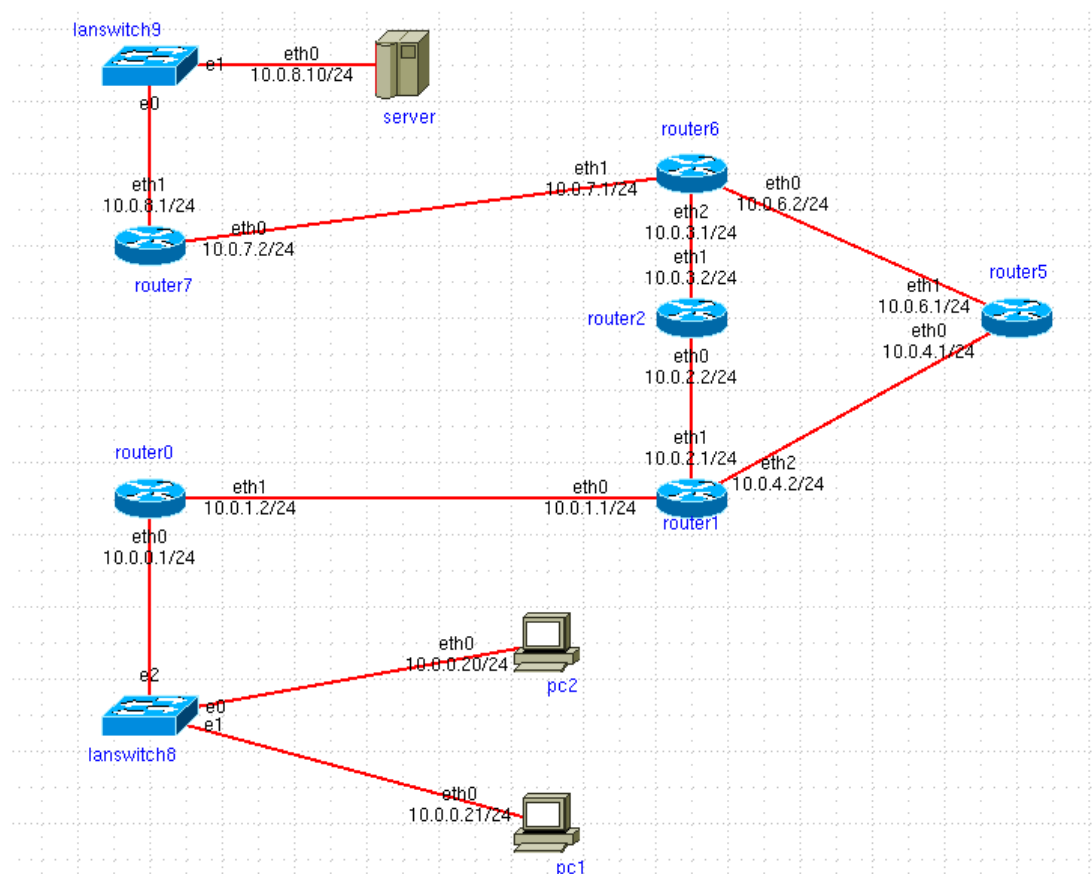 lanswitch9
eth0
e1
10.0.8.10/24
e0
server
router6
eth1
10.0.8.1/24
eth1
10.0.7.1/24
eth0
10.0.6.2/24
eth0
10.0.7.2/24
eth2
10.0.3.1/24
router7
eth1
10.0.3.2/24
router5
eth1
10.0.6.1/24
router2
eth0
10.0.4.1/24
eth0
10.0.2.2/24
router0
eth1
10.0.2.1/24
eth2
10.0.4.2/24
eth1
10.0.1.2/24
eth0
10.0.1.1/24
router1
eth0
10.0.0.1/24
eth0
10.0.0.20/24
e2
pc2
e0
e1
lanswitch8
eth0
10.0.0.21/24
pc1